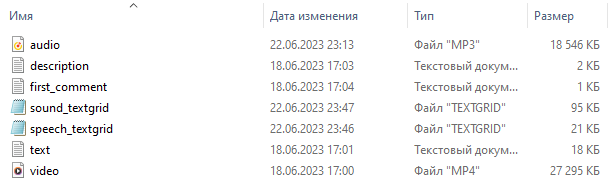 Имя Дата изменения Тип Размер
audio 22.06.2023 23:13 Файл "MP3" 18 546 КБ
description 18.06.2023 17:03 Текстовый докум... 2 КБ
first_comment 18.06.2023 17:04 Текстовый докум... 1 КБ
sound_textgrid 22.06.2023 23:47 Файл "TEXTGRID" 95 КБ
speech_textgrid 22.06.2023 23:46 Файл "TEXTGRID" 21 КБ
text 18.06.2023 17:01 Текстовый докум... 18 КБ
video 18.06.2023 17:00 Файл "MP4" 27 295 КБ